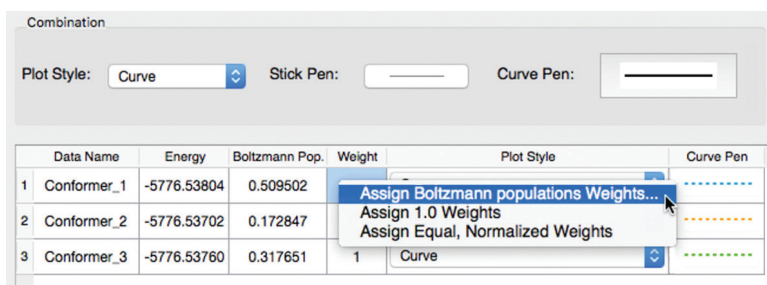 Combination
Plot Style: Curve Stick Pen: Curve Pen:
Data Name Energy Boltzmann Pop. Weight Plot Style Curve Pen
1 Conformer_1 -5776.53804 0.509502
Assign Boltzmann populations Weights...
2 Conformer_2 -5776.53702 0.172847
Assign 1.0 Weights
Assign Equal, Normalized Weights
3 Conformer_3 -5776.53760 0.317651 1 Curve